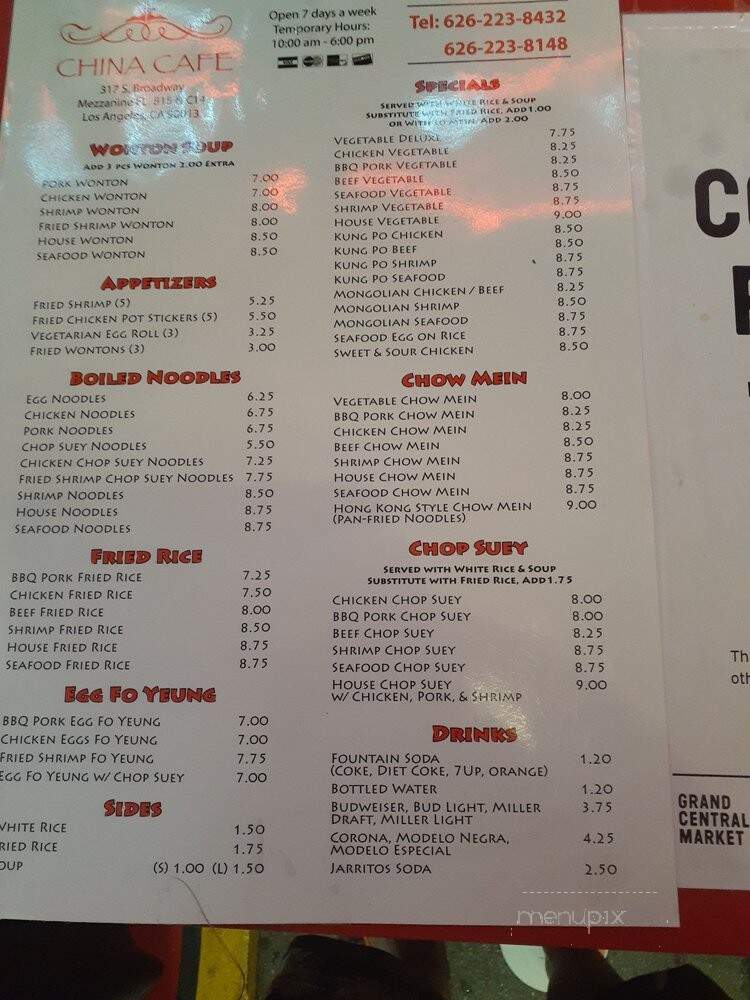 CHINA CAFE
317 S. Broadway
Mezzanine FL. B15 & C14
Los Angeles, CA 90013
Open 7 days a week
Temporary Hours:
10:00 am - 6:00 pm
Tel: 626-223-8432
626-223-8148
Wonton Soup
Add 3 pcs Wonton 2.00 Extra
Pork Wonton 7.00
Chicken Wonton 7.00
Shrimp Wonton 8.00
Fried Shrimp Wonton 8.00
House Wonton 8.50
Seafood Wonton 8.50
Appetizers
Fried Shrimp (5) 5.25
Fried Chicken Pot Stickers (5) 5.50
Vegetarian Egg Roll (3) 3.25
Fried Wontons (3) 3.00
Boiled Noodles
Egg Noodles 6.25
Chicken Noodles 6.75
Pork Noodles 6.75
Chop Suey Noodles 5.50
Chicken Chop Suey Noodles 7.25
Fried Shrimp Chop Suey Noodles 7.75
Shrimp Noodles 8.50
House Noodles 8.75
Seafood Noodles 8.75
Fried Rice
BBQ Pork Fried Rice 7.25
Chicken Fried Rice 7.50
Beef Fried Rice 8.00
Shrimp Fried Rice 8.50
House Fried Rice 8.75
Seafood Fried Rice 8.75
Egg Fo Yeung
BBQ Pork Egg Fo Yeung 7.00
Chicken Eggs Fo Yeung 7.00
Fried Shrimp Fo Yeung 7.75
Egg Fo Yeung w/ Chop Suey 7.00
Sides
White Rice 1.50
Fried Rice 1.75
oup (S) 1.00 (L) 1.50
Specials
Served with White Rice & Soup
Substitute with Fried Rice, Add 1.00
or with Lo Mein, Add 2.00
Vegetable Deluxe 7.75
Chicken Vegetable 8.25
BBQ Pork Vegetable 8.25
Beef Vegetable 8.50
Seafood Vegetable 8.75
Shrimp Vegetable 8.75
House Vegetable 9.00
Kung Po Chicken 8.50
Kung Po Beef 8.50
Kung Po Shrimp 8.75
Kung Po Seafood 8.75
Mongolian Chicken / Beef 8.25
Mongolian Shrimp 8.50
Mongolian Seafood 8.75
Seafood Egg on Rice 8.75
Sweet & Sour Chicken 8.50
Chow Mein
Vegetable Chow Mein 8.00
BBQ Pork Chow Mein 8.25
Chicken Chow Mein 8.25
Beef Chow Mein 8.50
Shrimp Chow Mein 8.75
House Chow Mein 8.75
Seafood Chow Mein 8.75
Hong Kong Style Chow Mein 9.00
(Pan-fried Noodles)
Chop Suey
Served with White Rice & Soup
Substitute with Fried Rice, Add 1.75
Chicken Chop Suey 8.00
BBQ Pork Chop Suey 8.00
Beef Chop Suey 8.25
Shrimp Chop Suey 8.75
Seafood Chop Suey 8.75
House Chop Suey 9.00
w/ Chicken, Pork, & Shrimp
Drinks
Fountain Soda 1.20
(Coke, Diet Coke, 7Up, orange)
Bottled Water 1.20
Budweiser, Bud Light, Miller 3.75
Draft, Miller Light
Corona, Modelo Negra, 4.25
Modelo Especial
Jarritos Soda 2.50
Th
oth
GRAND
CENTRAL
MARKET
menupix